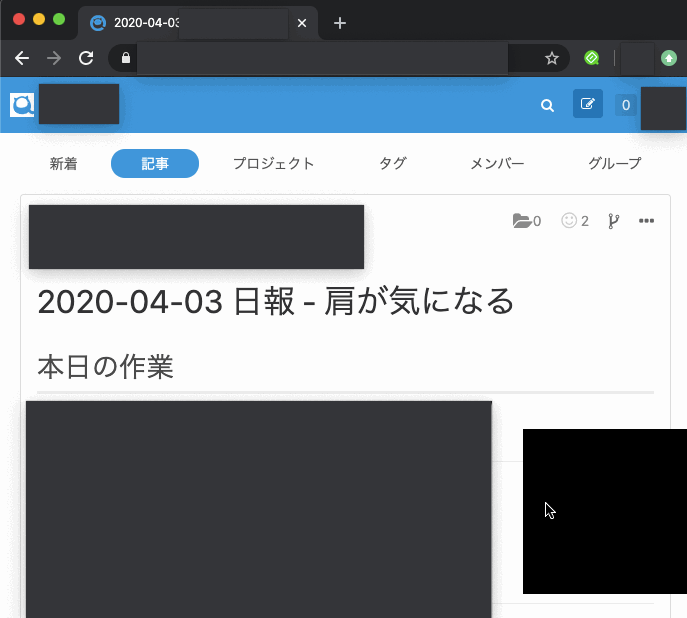 2020-04-03
0
新着 記事 プロジェクト タグ メンバー グループ
0 2
2020-04-03 日報 - 肩が気になる
本日の作業